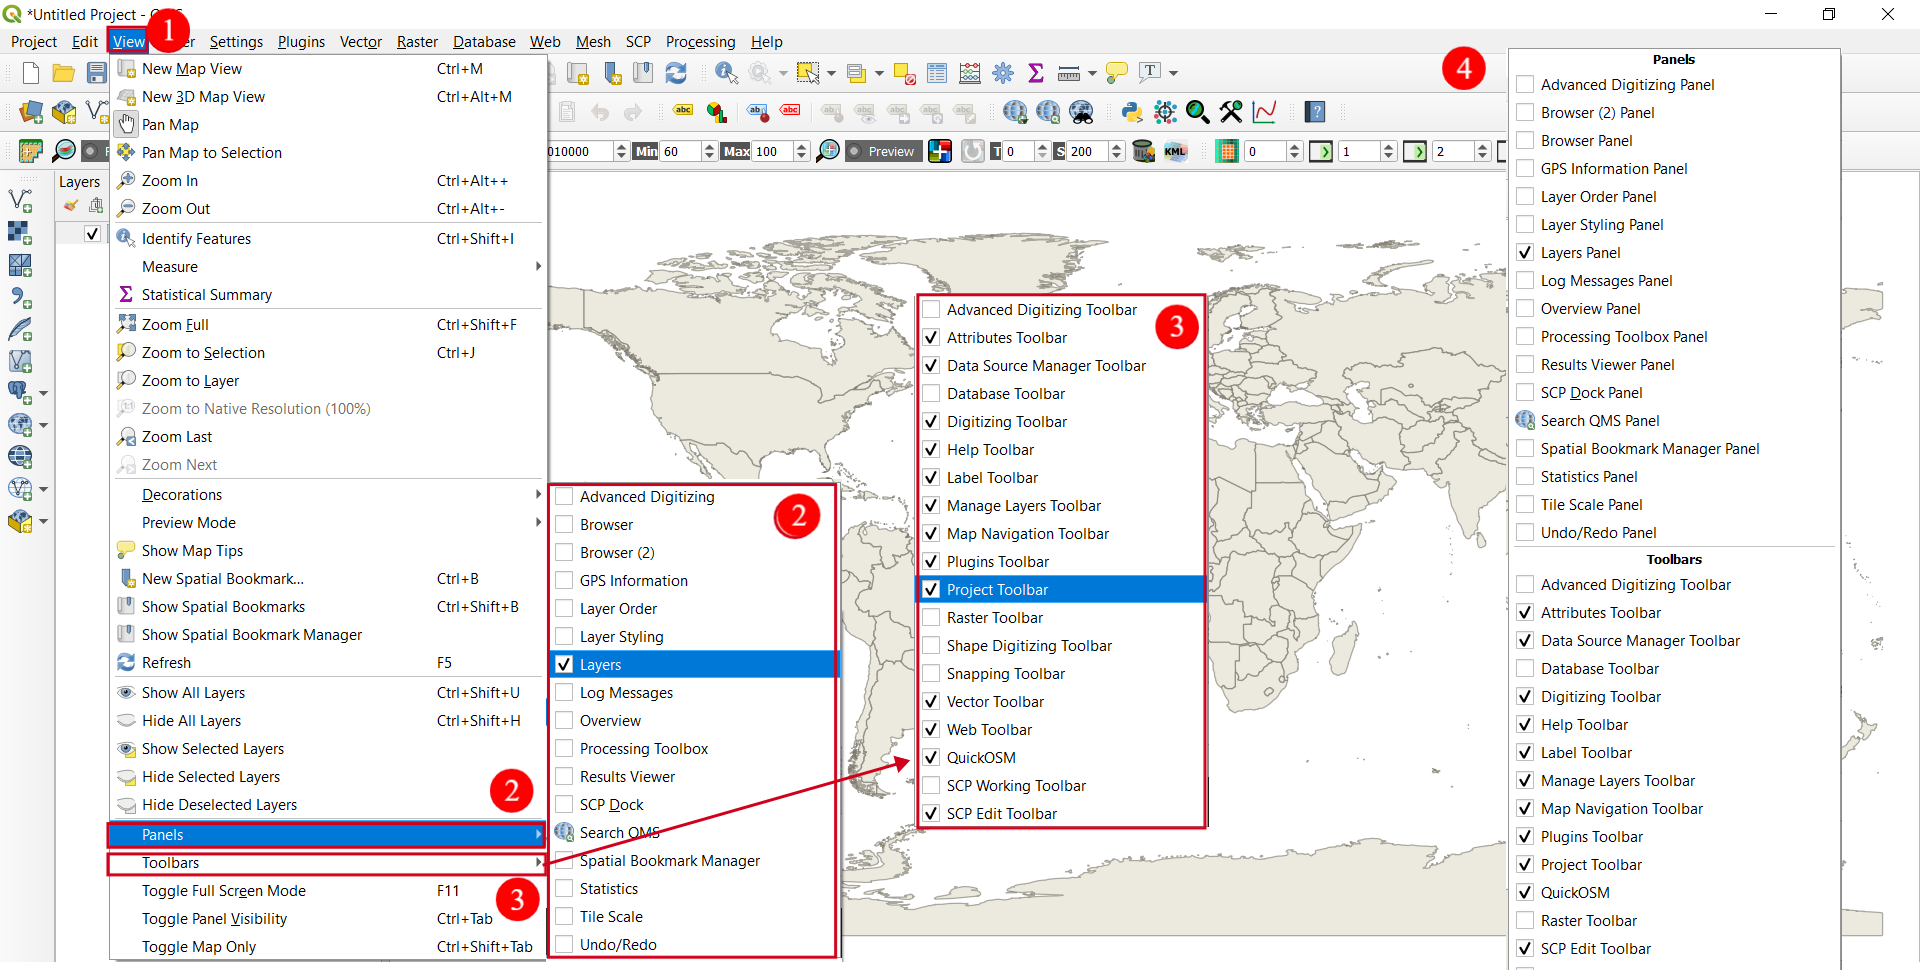 *Untitled Project - Q
1
Project Edit View er Settings Plugins Vector Raster Database Web Mesh SCP Processing Help
New Map View Ctrl+M
New 3D Map View Ctrl+Alt+M
Pan Map
Pan Map to Selection
Zoom In Ctrl+Alt++
Zoom Out Ctrl+Alt+-
Identify Features Ctrl+Shift+I
Measure
Statistical Summary
Zoom Full Ctrl+Shift+F
Zoom to Selection Ctrl+J
Zoom to Layer
Zoom to Native Resolution (100%)
Zoom Last
Zoom Next
Decorations
Preview Mode
Show Map Tips
New Spatial Bookmark... Ctrl+B
Show Spatial Bookmarks Ctrl+Shift+B
Show Spatial Bookmark Manager
Refresh F5
Show All Layers Ctrl+Shift+U
Hide All Layers Ctrl+Shift+H
Show Selected Layers
Hide Selected Layers
Hide Deselected Layers
2
Panels
Toolbars
Toggle Full Screen Mode F11
3
Toggle Panel Visibility Ctrl+Tab
Toggle Map Only Ctrl+Shift+Tab
Layers
abc abc abc abc abc abc abc abc abc
010000 Min 60 Max 100 Preview T 0 S 200 KML 0 1 2
2
Advanced Digitizing
Browser
Browser (2)
GPS Information
Layer Order
Layer Styling
Layers
Log Messages
Overview
Processing Toolbox
Results Viewer
SCP Dock
Search QMS
Spatial Bookmark Manager
Statistics
Tile Scale
Undo/Redo
3
Advanced Digitizing Toolbar
Attributes Toolbar
Data Source Manager Toolbar
Database Toolbar
Digitizing Toolbar
Help Toolbar
Label Toolbar
Manage Layers Toolbar
Map Navigation Toolbar
Plugins Toolbar
Project Toolbar
Raster Toolbar
Shape Digitizing Toolbar
Snapping Toolbar
Vector Toolbar
Web Toolbar
QuickOSM
SCP Working Toolbar
SCP Edit Toolbar
4
Panels
Advanced Digitizing Panel
Browser (2) Panel
Browser Panel
GPS Information Panel
Layer Order Panel
Layer Styling Panel
Layers Panel
Log Messages Panel
Overview Panel
Processing Toolbox Panel
Results Viewer Panel
SCP Dock Panel
Search QMS Panel
Spatial Bookmark Manager Panel
Statistics Panel
Tile Scale Panel
Undo/Redo Panel
Toolbars
Advanced Digitizing Toolbar
Attributes Toolbar
Data Source Manager Toolbar
Database Toolbar
Digitizing Toolbar
Help Toolbar
Label Toolbar
Manage Layers Toolbar
Map Navigation Toolbar
Plugins Toolbar
Project Toolbar
QuickOSM
Raster Toolbar
SCP Edit Toolbar